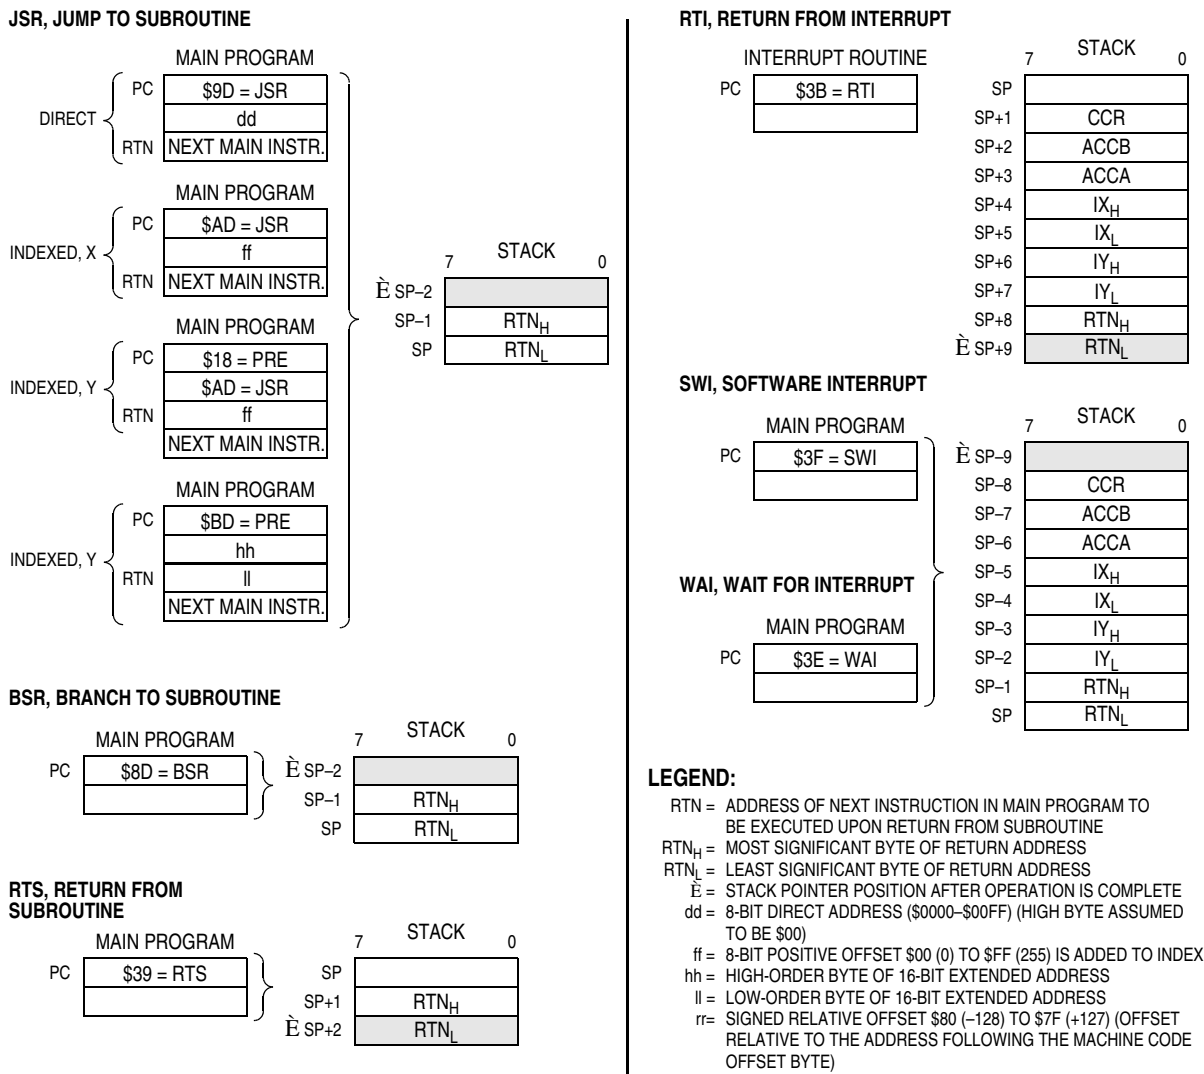 JSR, JUMP TO SUBROUTINE
MAIN PROGRAM
PC $9D = JSR
DIRECT dd
RTN NEXT MAIN INSTR.
MAIN PROGRAM
PC $AD = JSR
INDEXED, X ff
RTN NEXT MAIN INSTR.
MAIN PROGRAM
PC $18 = PRE
INDEXED, Y $AD = JSR
RTN ff
NEXT MAIN INSTR.
MAIN PROGRAM
PC $BD = PRE
hh
INDEXED, Y
RTN ll
NEXT MAIN INSTR.
7 STACK 0
È SP–2
SP–1 RTNH
SP RTNL
BSR, BRANCH TO SUBROUTINE
MAIN PROGRAM
PC $8D = BSR
7 STACK 0
È SP–2
SP–1 RTNH
SP RTNL
RTS, RETURN FROM
SUBROUTINE
MAIN PROGRAM
PC $39 = RTS
7 STACK 0
SP
SP+1 RTNH
È SP+2 RTNL
RTI, RETURN FROM INTERRUPT
INTERRUPT ROUTINE
PC $3B = RTI
7 STACK 0
SP
SP+1 CCR
SP+2 ACCB
SP+3 ACCA
SP+4 IXH
SP+5 IXL
SP+6 IYH
SP+7 IYL
SP+8 RTNH
È SP+9 RTNL
SWI, SOFTWARE INTERRUPT
MAIN PROGRAM
PC $3F = SWI
WAI, WAIT FOR INTERRUPT
MAIN PROGRAM
PC $3E = WAI
7 STACK 0
È SP–9
SP–8 CCR
SP–7 ACCB
SP–6 ACCA
SP–5 IXH
SP–4 IXL
SP–3 IYH
SP–2 IYL
SP–1 RTNH
SP RTNL
LEGEND:
RTN = ADDRESS OF NEXT INSTRUCTION IN MAIN PROGRAM TO
BE EXECUTED UPON RETURN FROM SUBROUTINE
RTNH = MOST SIGNIFICANT BYTE OF RETURN ADDRESS
RTNL = LEAST SIGNIFICANT BYTE OF RETURN ADDRESS
È = STACK POINTER POSITION AFTER OPERATION IS COMPLETE
dd = 8-BIT DIRECT ADDRESS ($0000–$00FF) (HIGH BYTE ASSUMED
TO BE $00)
ff = 8-BIT POSITIVE OFFSET $00 (0) TO $FF (255) IS ADDED TO INDEX
hh = HIGH-ORDER BYTE OF 16-BIT EXTENDED ADDRESS
ll = LOW-ORDER BYTE OF 16-BIT EXTENDED ADDRESS
rr= SIGNED RELATIVE OFFSET $80 (–128) TO $7F (+127) (OFFSET
RELATIVE TO THE ADDRESS FOLLOWING THE MACHINE CODE
OFFSET BYTE)